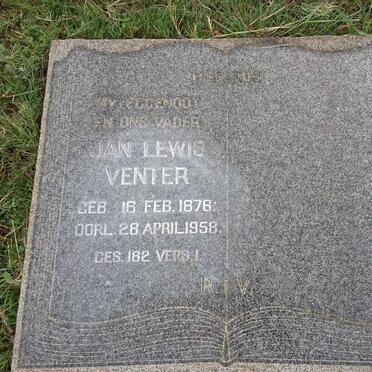 MY EGGENOOT
EN ONS VADER
JAN LEWIS
VENTER
GEB. 16 FEB. 1876:
OORL. 28 APRIL 1958.
GES. 182 VERS. 1.
R.I.V.